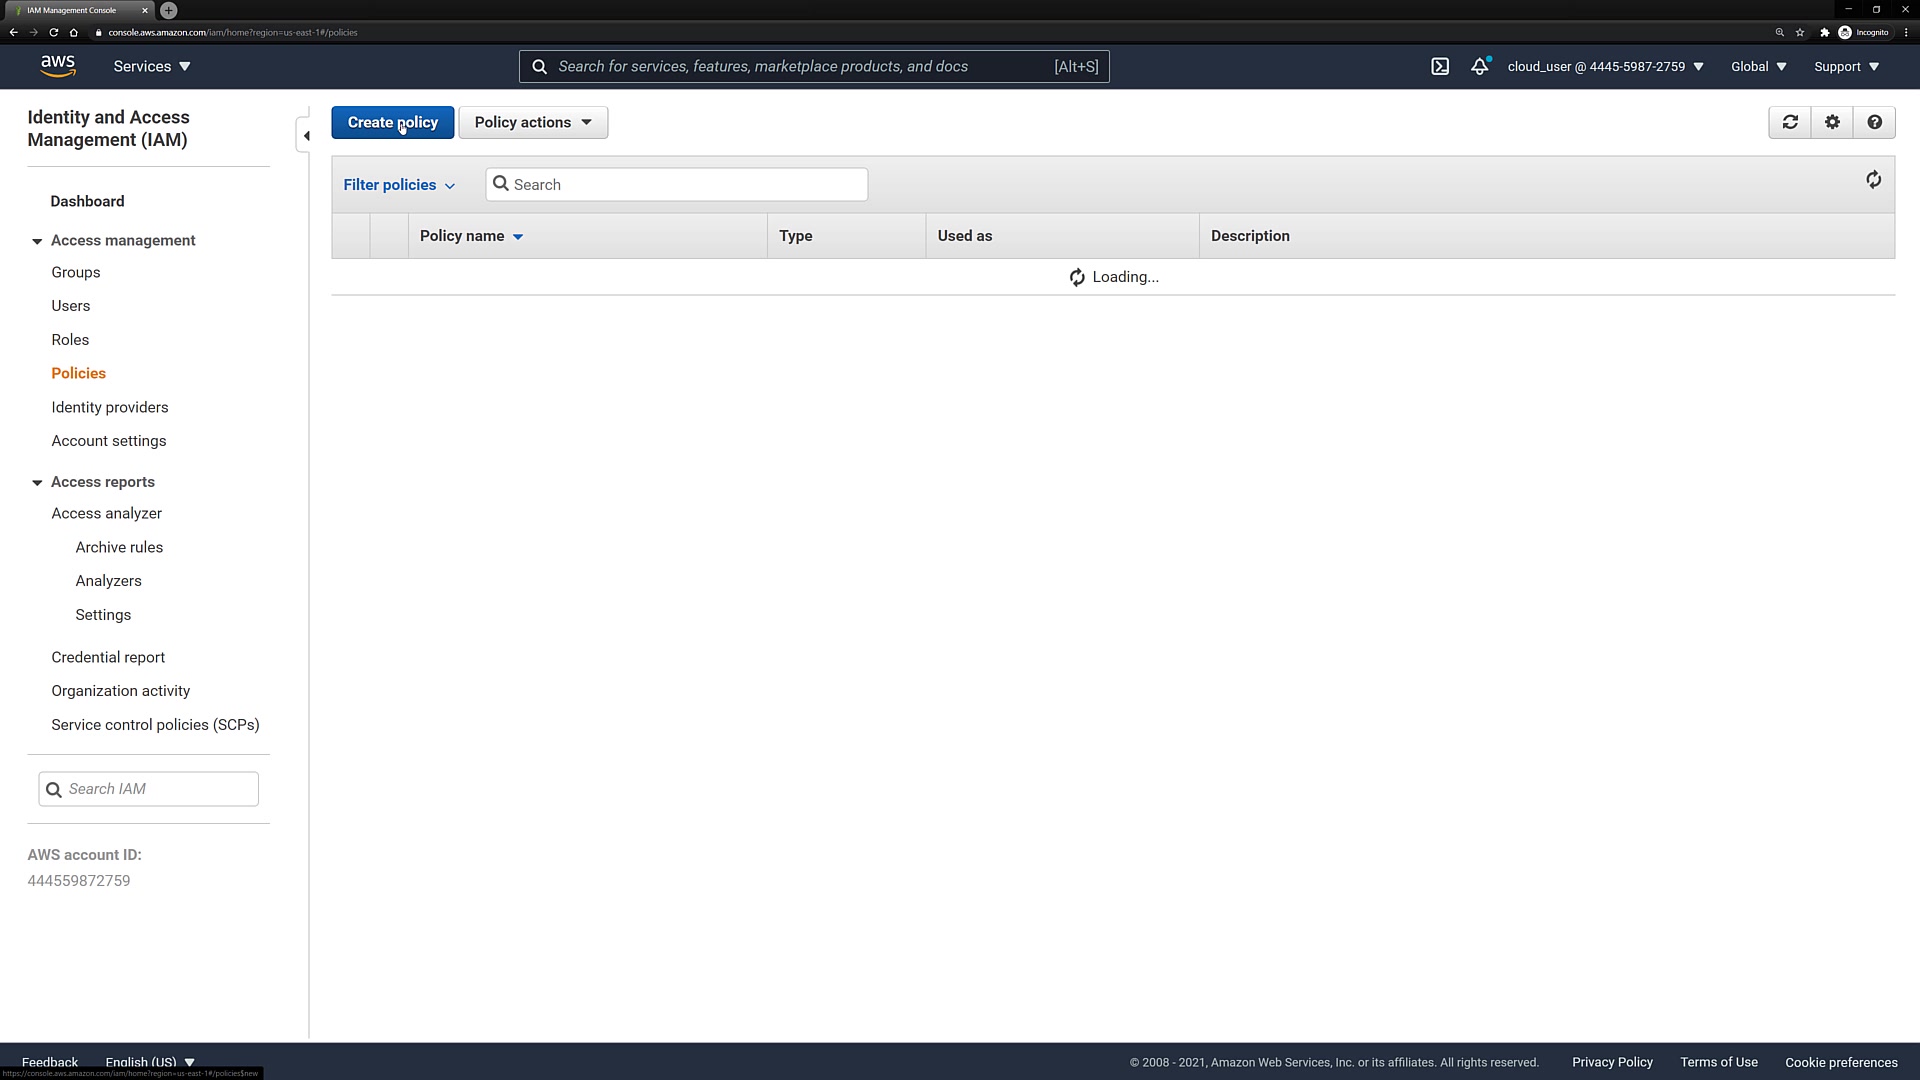 IAM Management Console
console.aws.amazon.com/iam/home?region=us-east-1#/policies
Incognito
aws
Services
Search for services, features, marketplace products, and docs [Alt+S]
cloud_user @ 4445-5987-2759
Global
Support
Identity and Access
Management (IAM)
Dashboard
Access management
Groups
Users
Roles
Policies
Identity providers
Account settings
Access reports
Access analyzer
Archive rules
Analyzers
Settings
Credential report
Organization activity
Service control policies (SCPs)
Search IAM
AWS account ID:
444559872759
Create policy
Policy actions
Filter policies
Search
Policy name Type Used as Description
Loading...
Feedback English (US)
© 2008 - 2021, Amazon Web Services, Inc. or its affiliates. All rights reserved. Privacy Policy Terms of Use Cookie preferences
https://console.aws.amazon.com/iam/home?region=us-east-1#/policies$new